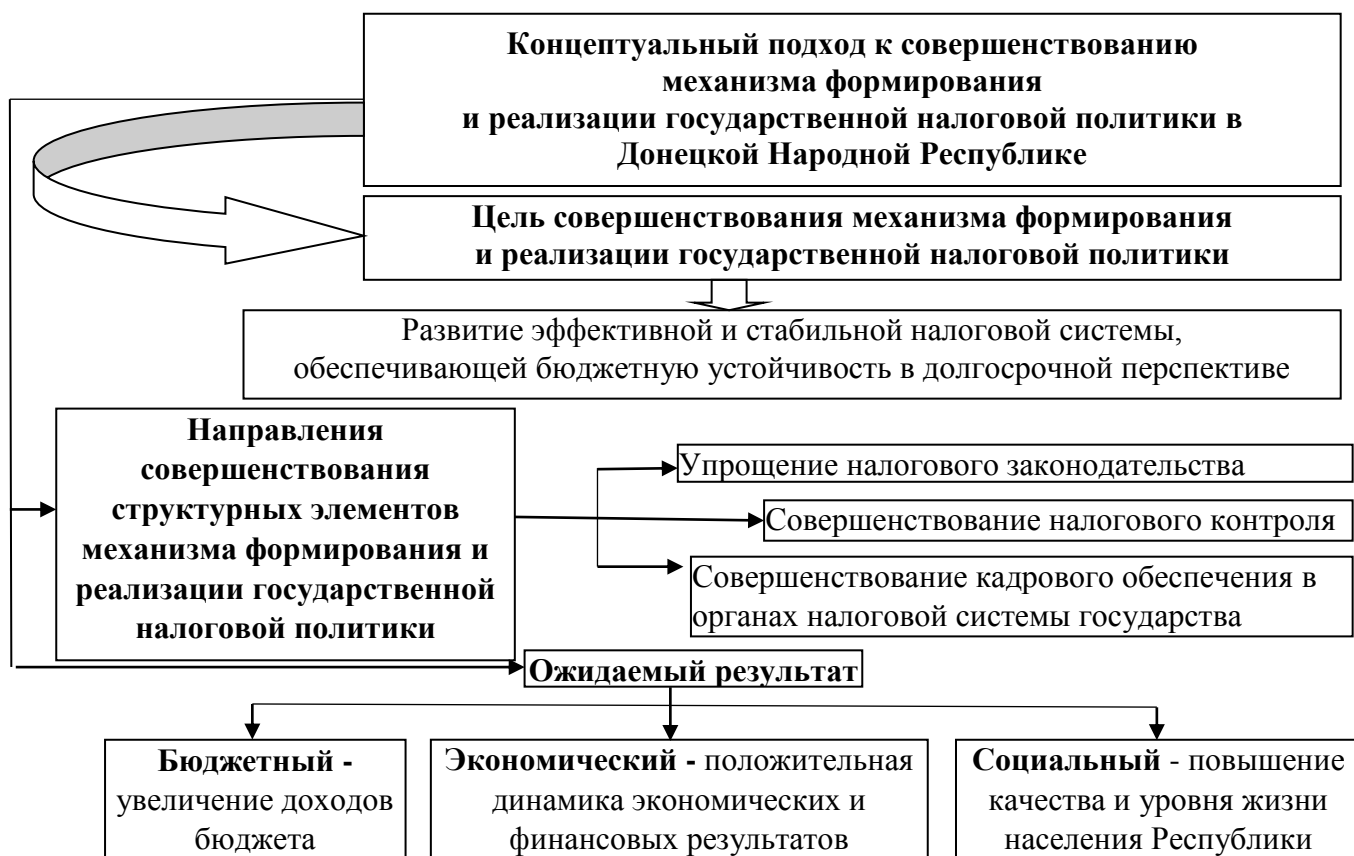 Концептуальный подход к совершенствованию
механизма формирования
и реализации государственной налоговой политики в
Донецкой Народной Республике
Цель совершенствования механизма формирования
и реализации государственной налоговой политики
Развитие эффективной и стабильной налоговой системы,
обеспечивающей бюджетную устойчивость в долгосрочной перспективе
Направления
совершенствования
структурных элементов
механизма формирования и
реализации государственной
налоговой политики
Упрощение налогового законодательства
Совершенствование налогового контроля
Совершенствование кадрового обеспечения в
органах налоговой системы государства
Ожидаемый результат
Бюджетный -
увеличение доходов
бюджета
Экономический - положительная
динамика экономических и
финансовых результатов
Социальный - повышение
качества и уровня жизни
населения Республики